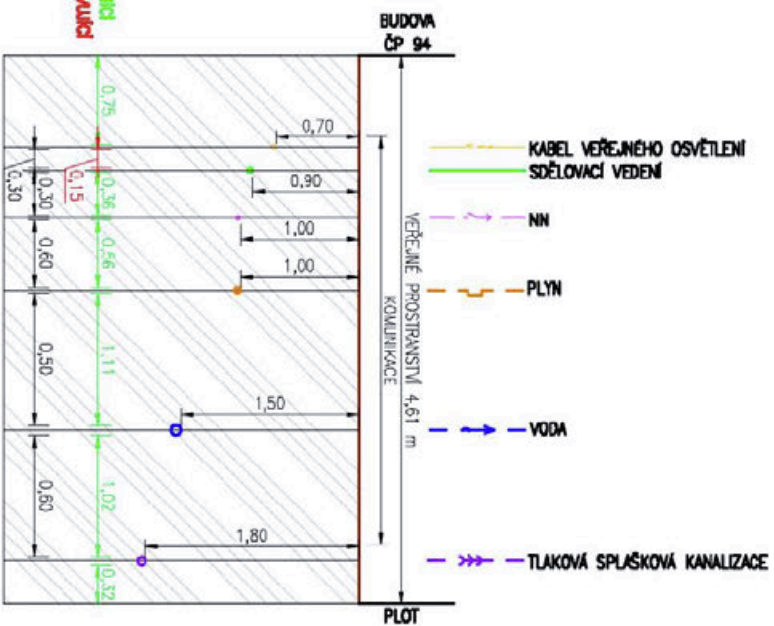 BUDOVA
ČP 94
0,70
0,90
1,00
1,00
1,50
1,80
0,75
0,15
0,36
0,56
1,11
1,02
0,32
0,30
0,30
0,60
0,50
0,60
VEŘEJNÉ PROSTRANSTVÍ 4,61 m
KOMUNIKACE
KABEL VEŘEJNÉHO OSVĚTLENÍ
SDĚLOVACÍ VEDENÍ
NN
PLYN
VODA
TLAKOVÁ SPLAŠKOVÁ KANALIZACE
PLOT